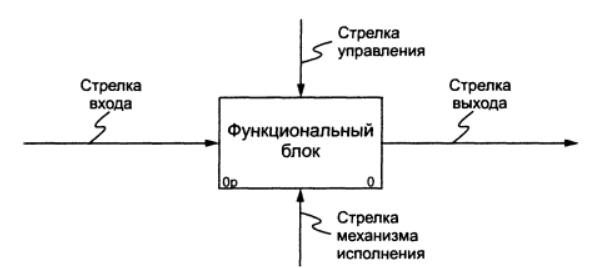 Стрелка
управления
Стрелка
входа
Стрелка
выхода
Функциональный
блок
0р 0
Стрелка
механизма
исполнения